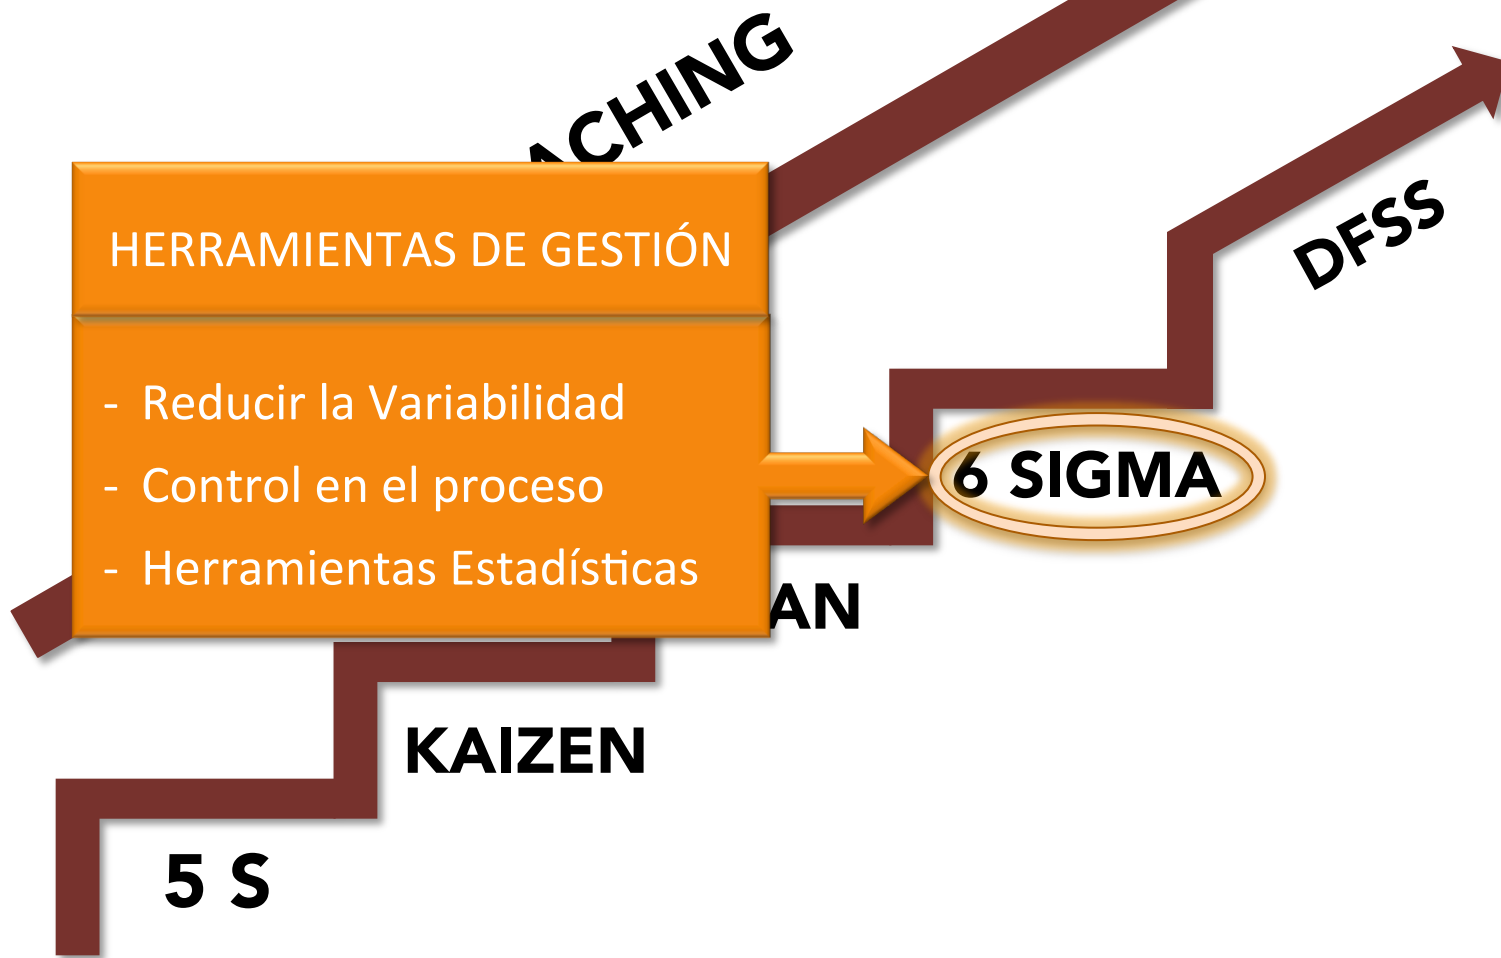 HERRAMIENTAS DE GESTIÓN
- Reducir la Variabilidad
- Control en el proceso
- Herramientas Estadísticas
ACHING
DFSS
6 SIGMA
AN
KAIZEN
5 S